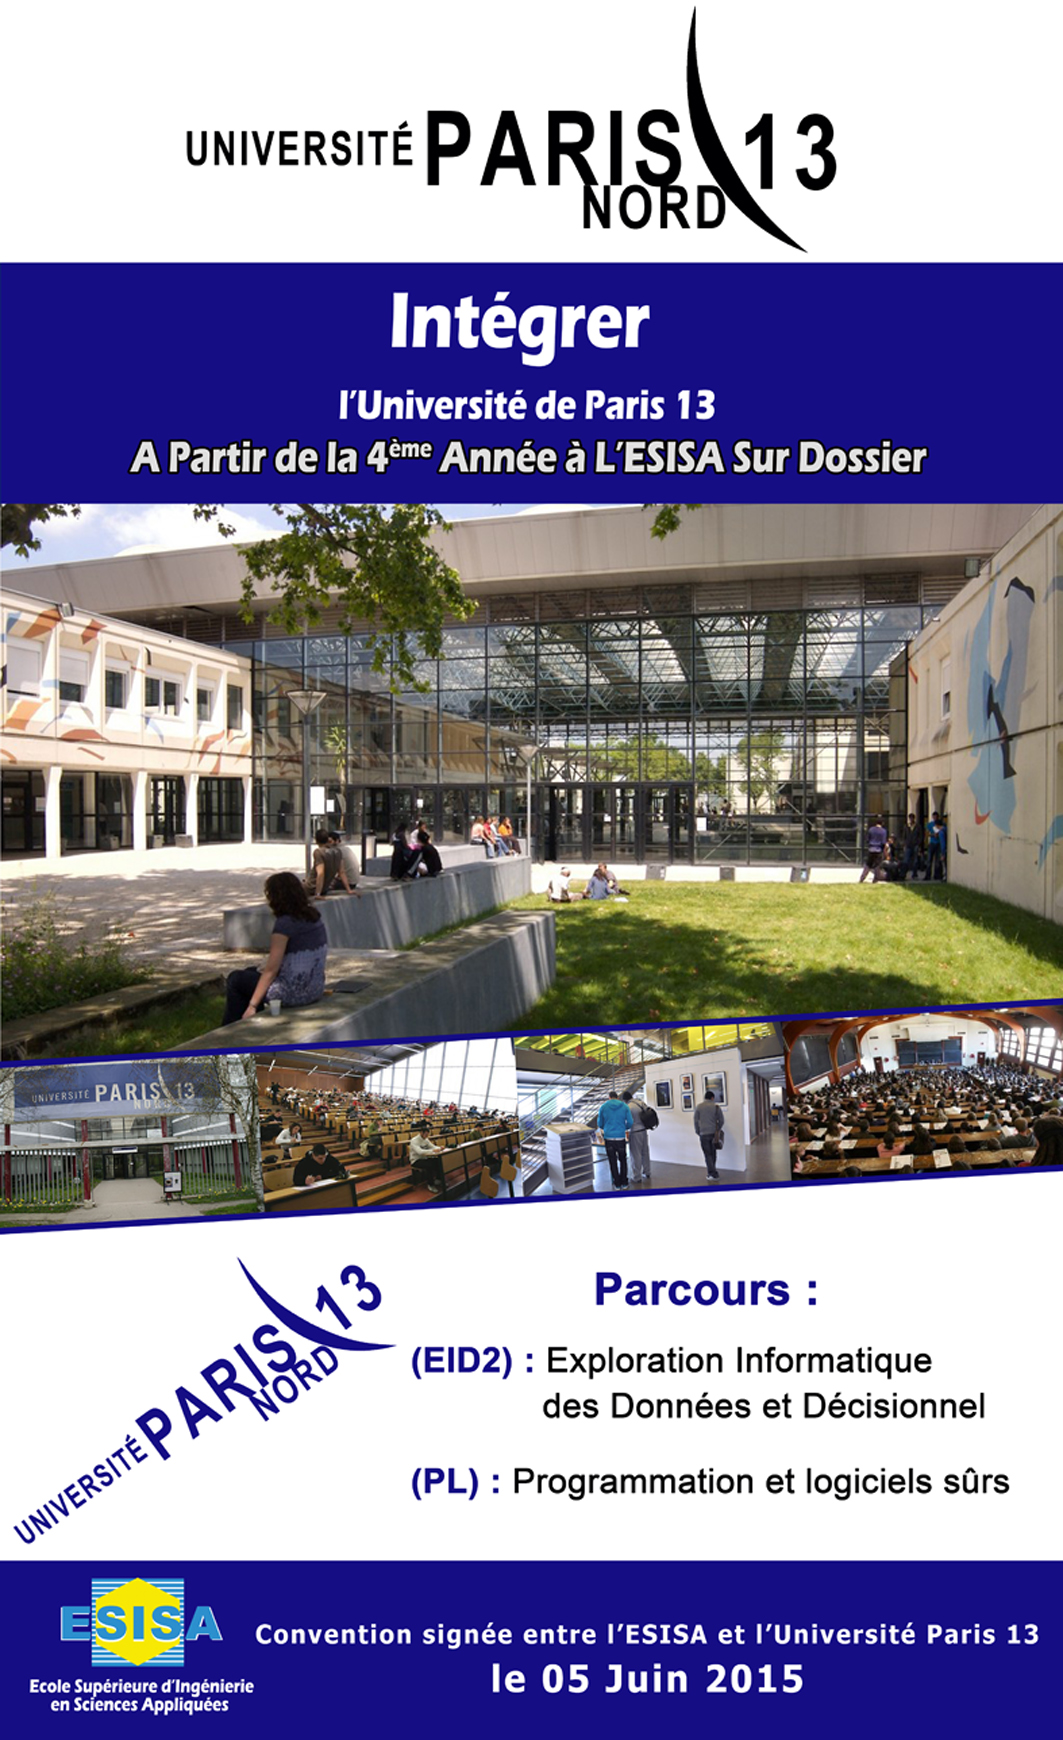 UNIVERSITÉ PARIS 13
NORD
Intégrer
l'Université de Paris 13
A Partir de la 4ème Année à L'ESISA Sur Dossier
UNIVERSITÉ PARIS 13
NORD
UNIVERSITÉ PARIS 13
NORD
Parcours :
(EID2) : Exploration Informatique
des Données et Décisionnel
(PL) : Programmation et logiciels sûrs
ESISA
Ecole Supérieure d'Ingénierie
en Sciences Appliquées
Convention signée entre l'ESISA et l'Université Paris 13
le 05 Juin 2015